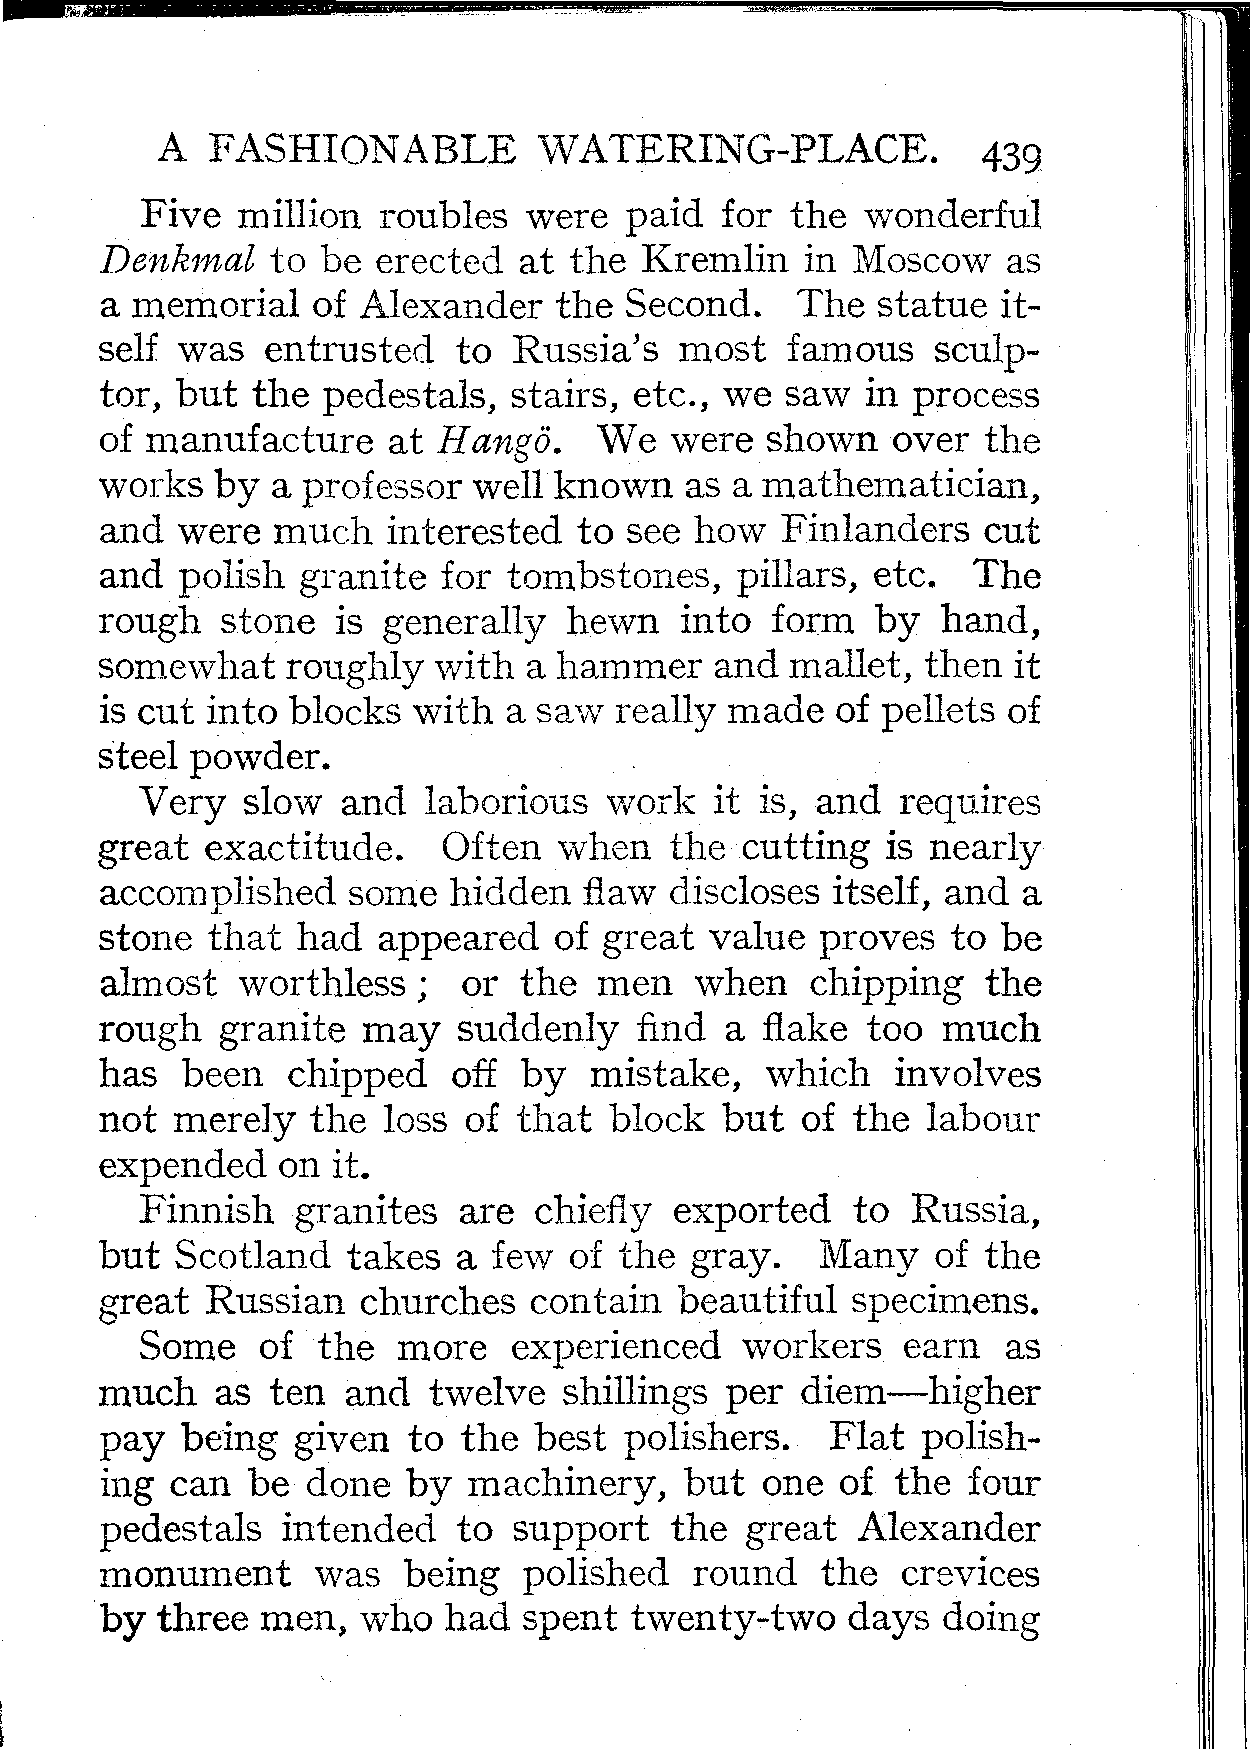 A FASHIONABLE WATERING-PLACE. 439
Five million roubles were paid for the wonderful
Denkmal to be erected at the Kremlin in Moscow as
a memorial of Alexander the Second. The statue it-
self was entrusted to Russia's most famous sculp-
tor, but the pedestals, stairs, etc., we saw in process
of manufacture at Hangö. We were shown over the
works by a professor well known as a mathematician,
and were much interested to see how Finlanders cut
and polish granite for tombstones, pillars, etc. The
rough stone is generally hewn into form by hand,
somewhat roughly with a hammer and mallet, then it
is cut into blocks with a saw really made of pellets of
steel powder.
Very slow and laborious work it is, and requires
great exactitude. Often when the cutting is nearly
accomplished some hidden flaw discloses itself, and a
stone that had appeared of great value proves to be
almost worthless ; or the men when chipping the
rough granite may suddenly find a flake too much
has been chipped off by mistake, which involves
not merely the loss of that block but of the labour
expended on it.
Finnish granites are chiefly exported to Russia,
but Scotland takes a few of the gray. Many of the
great Russian churches contain beautiful specimens.
Some of the more experienced workers earn as
much as ten and twelve shillings per diem—higher
pay being given to the best polishers. Flat polish-
ing can be done by machinery, but one of the four
pedestals intended to support the great Alexander
monument was being polished round the crevices
by three men, who had spent twenty-two days doing